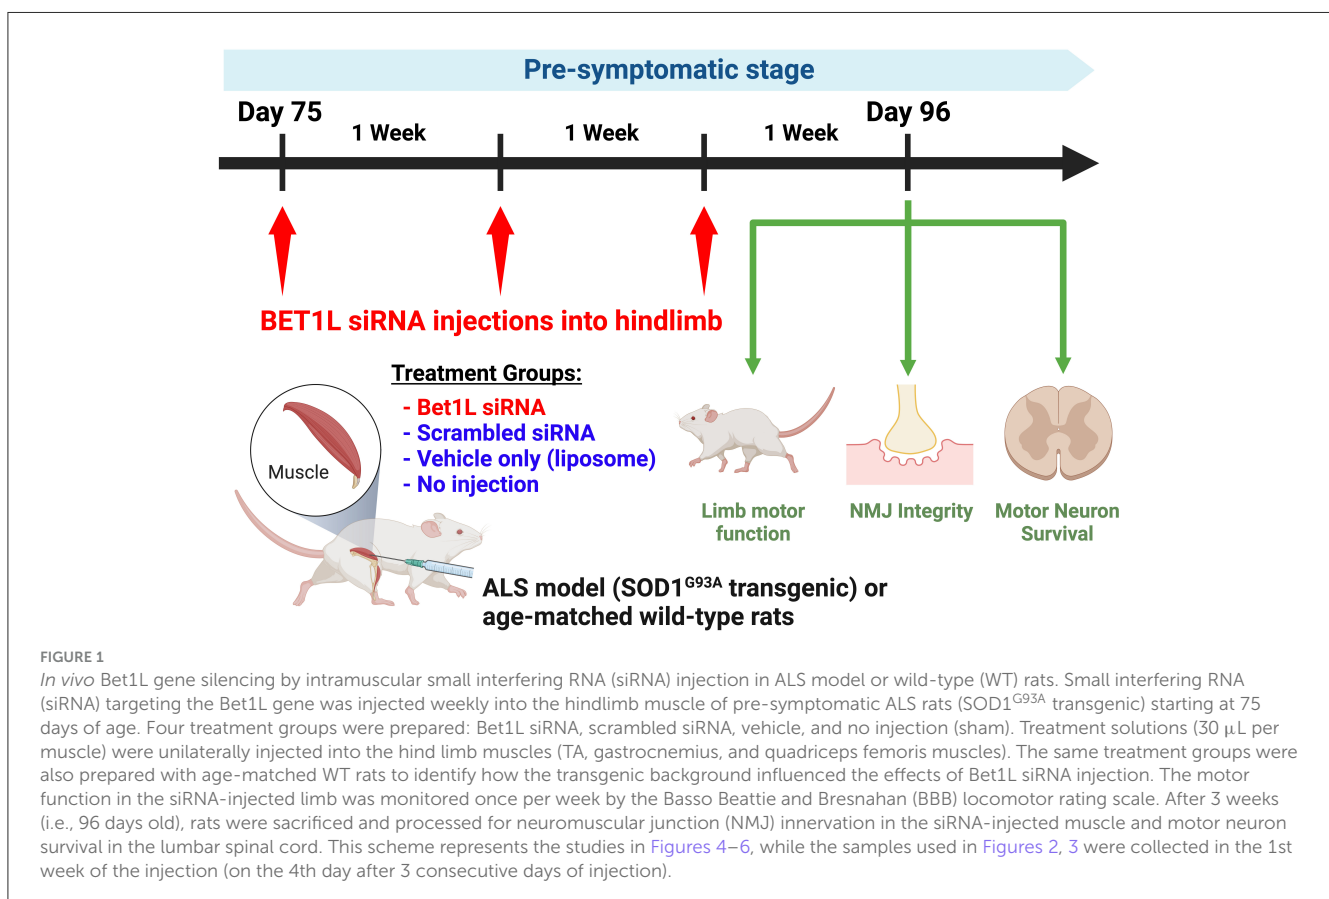 Pre-symptomatic stage
Day 75
1 Week
1 Week
1 Week
Day 96
BET1L siRNA injections into hindlimb
Treatment Groups:
- Bet1L siRNA
- Scrambled siRNA
- Vehicle only (liposome)
- No injection
Muscle
Limb motor
function
NMJ Integrity
Motor Neuron
Survival
ALS model (SOD1ᴳ⁹³ᴬ transgenic) or
age-matched wild-type rats
FIGURE 1
In vivo Bet1L gene silencing by intramuscular small interfering RNA (siRNA) injection in ALS model or wild-type (WT) rats. Small interfering RNA
(siRNA) targeting the Bet1L gene was injected weekly into the hindlimb muscle of pre-symptomatic ALS rats (SOD1ᴳ⁹³ᴬ transgenic) starting at 75
days of age. Four treatment groups were prepared: Bet1L siRNA, scrambled siRNA, vehicle, and no injection (sham). Treatment solutions (30 μL per
muscle) were unilaterally injected into the hind limb muscles (TA, gastrocnemius, and quadriceps femoris muscles). The same treatment groups were
also prepared with age-matched WT rats to identify how the transgenic background influenced the effects of Bet1L siRNA injection. The motor
function in the siRNA-injected limb was monitored once per week by the Basso Beattie and Bresnahan (BBB) locomotor rating scale. After 3 weeks
(i.e., 96 days old), rats were sacrificed and processed for neuromuscular junction (NMJ) innervation in the siRNA-injected muscle and motor neuron
survival in the lumbar spinal cord. This scheme represents the studies in Figures 4–6, while the samples used in Figures 2, 3 were collected in the 1st
week of the injection (on the 4th day after 3 consecutive days of injection).